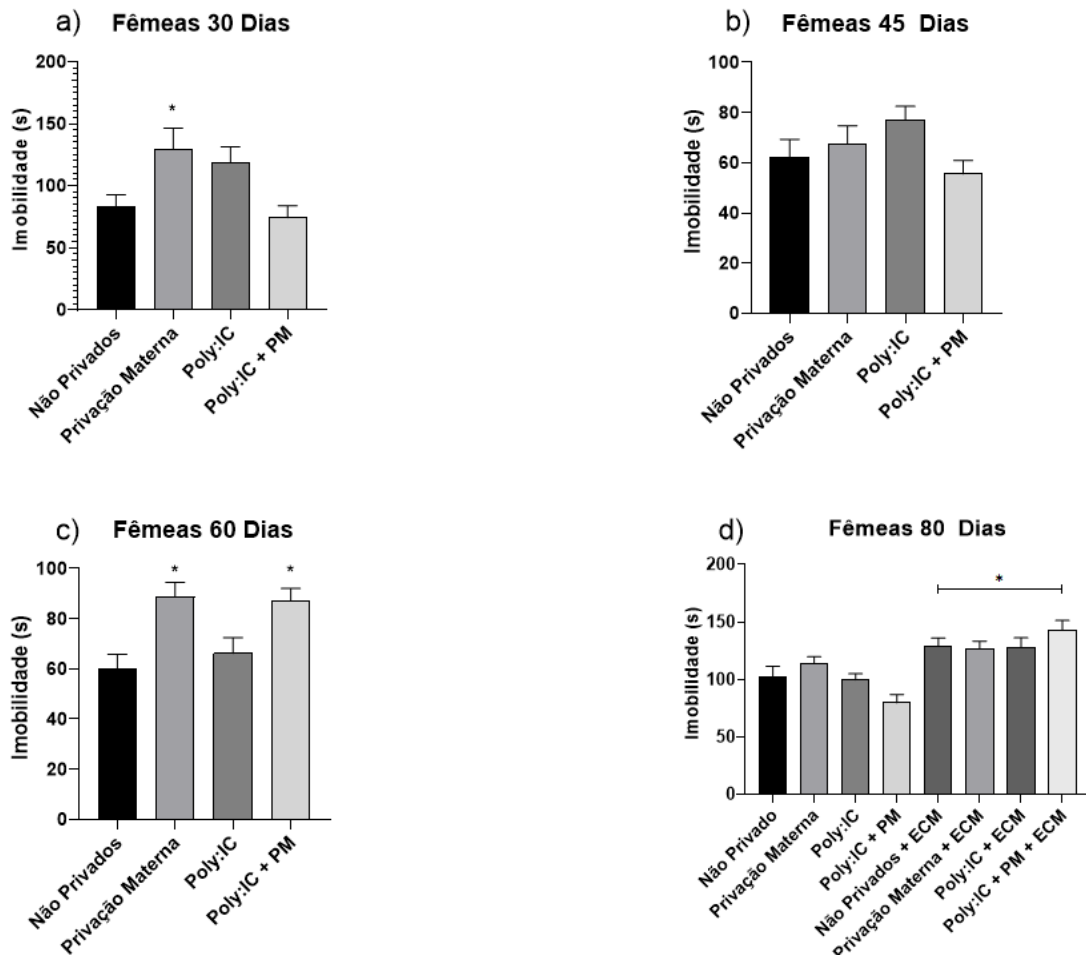 a) Fêmeas 30 Dias
Imobilidade (s)
200
150
100
50
0
*
Não Privados
Privação Materna
Poly:IC
Poly:IC + PM
b) Fêmeas 45 Dias
Imobilidade (s)
100
80
60
40
20
0
Não Privados
Privação Materna
Poly:IC
Poly:IC + PM
c) Fêmeas 60 Dias
Imobilidade (s)
100
80
60
40
20
0
*
*
Não Privados
Privação Materna
Poly:IC
Poly:IC + PM
d) Fêmeas 80 Dias
Imobilidade (s)
200
150
100
50
0
*
Não Privado
Privação Materna
Poly:IC
Poly:IC + PM
Não Privados + ECM
Privação Materna + ECM
Poly:IC + ECM
Poly:IC + PM + ECM